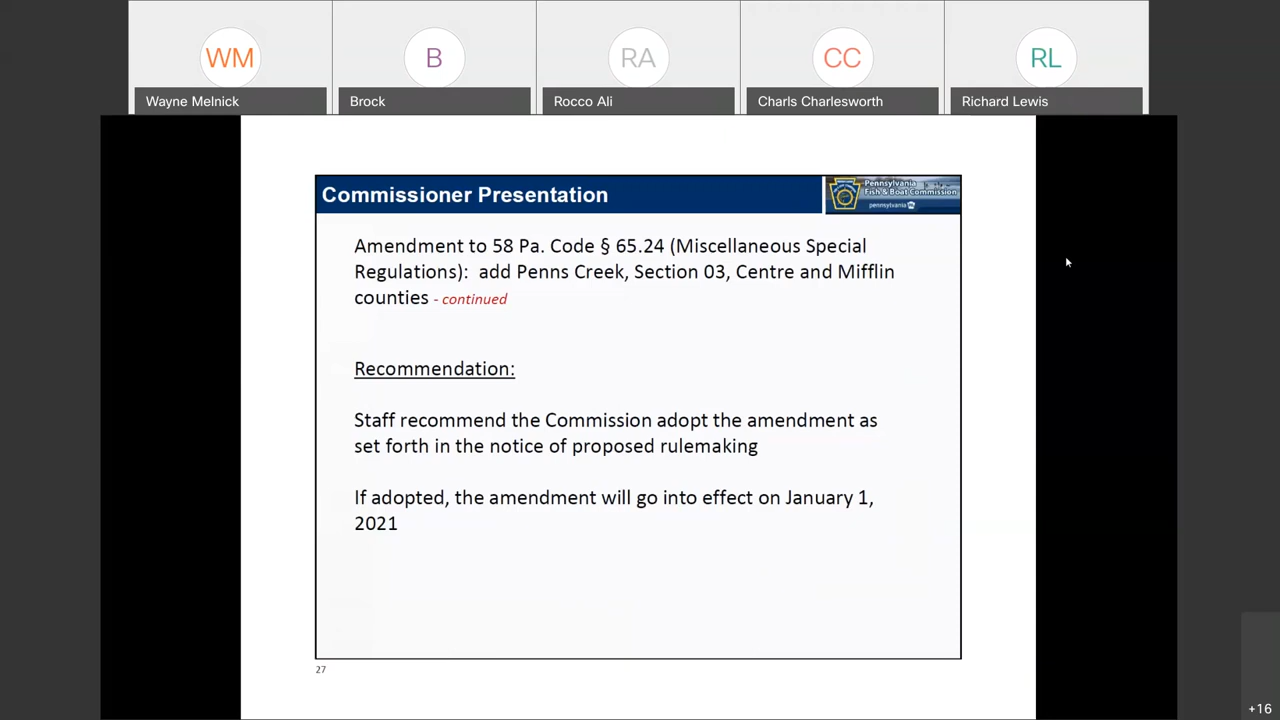 WM
B
RA
CC
RL
Wayne Melnick
Brock
Rocco Ali
Charls Charlesworth
Richard Lewis
Commissioner Presentation
Pennsylvania
Fish & Boat Commission
pennsylvania
Amendment to 58 Pa. Code § 65.24 (Miscellaneous Special
Regulations): add Penns Creek, Section 03, Centre and Mifflin
counties - continued
Recommendation:
Staff recommend the Commission adopt the amendment as
set forth in the notice of proposed rulemaking
If adopted, the amendment will go into effect on January 1,
2021
27
+16